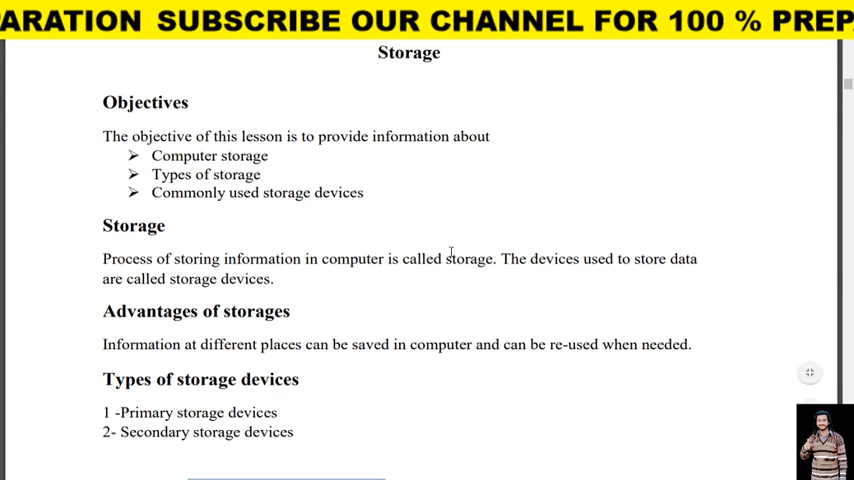 ARATION SUBSCRIBE OUR CHANNEL FOR 100 % PREP
Storage
Objectives
The objective of this lesson is to provide information about
➢ Computer storage
➢ Types of storage
➢ Commonly used storage devices
Storage
Process of storing information in computer is called storage. The devices used to store data
are called storage devices.
Advantages of storages
Information at different places can be saved in computer and can be re-used when needed.
Types of storage devices
1 -Primary storage devices
2- Secondary storage devices